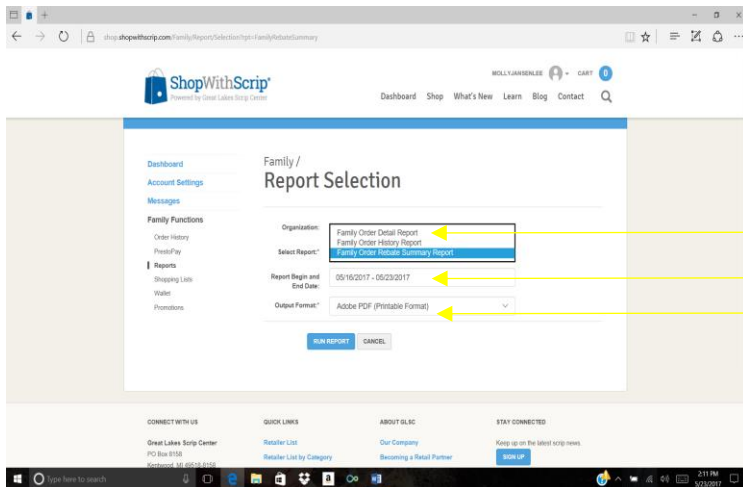 shop.shopwithscrip.com/Family/Report/Selection?rpt=FamilyRebateSummary
MOLLYJANSENLEE CART 0
ShopWithScrip
Powered by Great Lakes Scrip Center
Dashboard Shop What's New Learn Blog Contact
Dashboard
Account Settings
Messages
Family Functions
Order History
PrestoPay
Reports
Shopping Lists
Wallet
Promotions
Family /
Report Selection
Organization:
Family Order Detail Report
Family Order History Report
Select Report:* Family Order Rebate Summary Report
Report Begin and End Date: 05/16/2017 - 05/23/2017
Output Format:* Adobe PDF (Printable Format)
RUN REPORT CANCEL
CONNECT WITH US QUICK LINKS ABOUT GLSC STAY CONNECTED
Great Lakes Scrip Center Retailer List Our Company Keep up on the latest scrip news.
PO Box 8158 Retailer List by Category Becoming a Retail Partner SIGN UP
Kentwood, MI 49518-8158
Type here to search
2:11 PM
5/23/2017